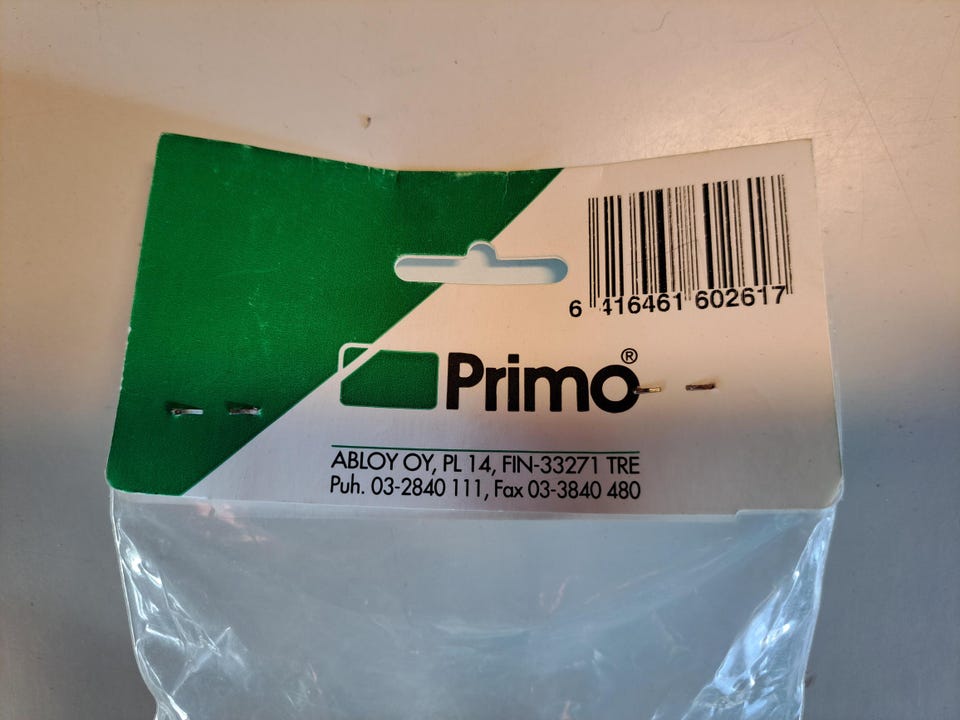 6 416461 602617
Primo®
ABLOY OY, PL 14, FIN-33271 TRE
Puh. 03-2840 111, Fax 03-3840 480